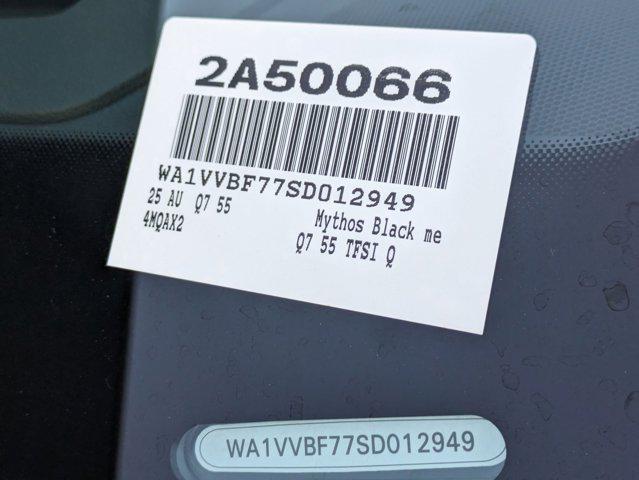 2A50066
WA1VVBF77SD012949
25 AU Q7 55
Mythos Black me
4MQAX2
Q7 55 TFSI Q
WA1VVBF77SD012949